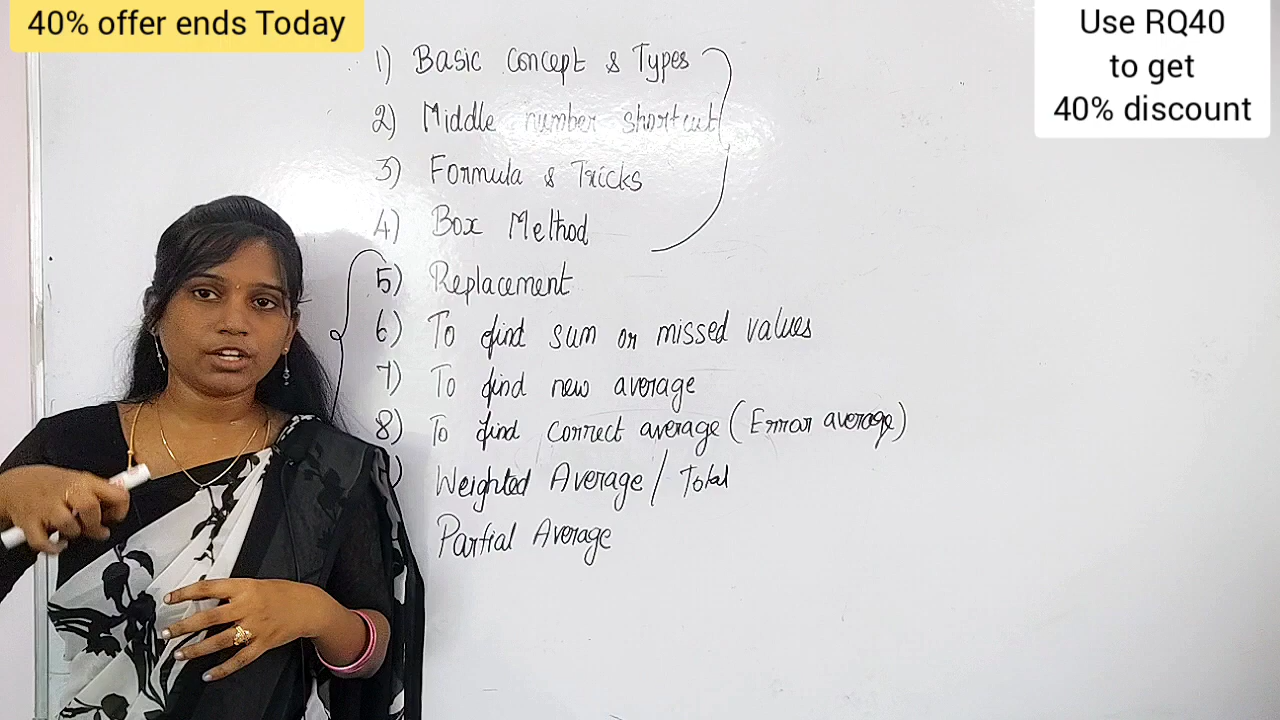 40% offer ends Today
Use RQ40
to get
40% discount
1) Basic Concept & Types
2) Middle number shortcut
3) Formula & Tricks
4) Box Method
5) Replacement
6) To find sum or missed values
7) To find new average
8) To find correct average (Error average)
) Weighted Average / Total
Partial Average